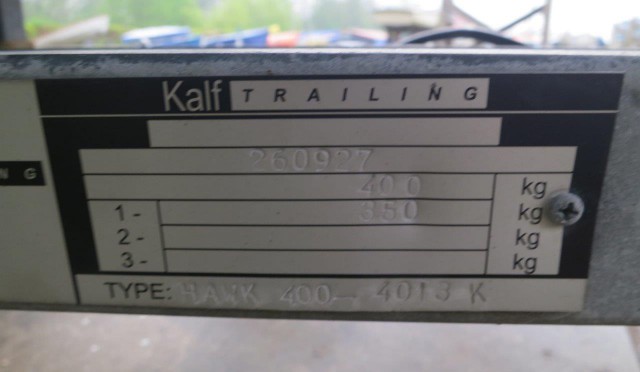 Kalf TRAILING
260927
400 kg
1- 350 kg
2- kg
3- kg
TYPE: HAWK 400- 4013 K
NG